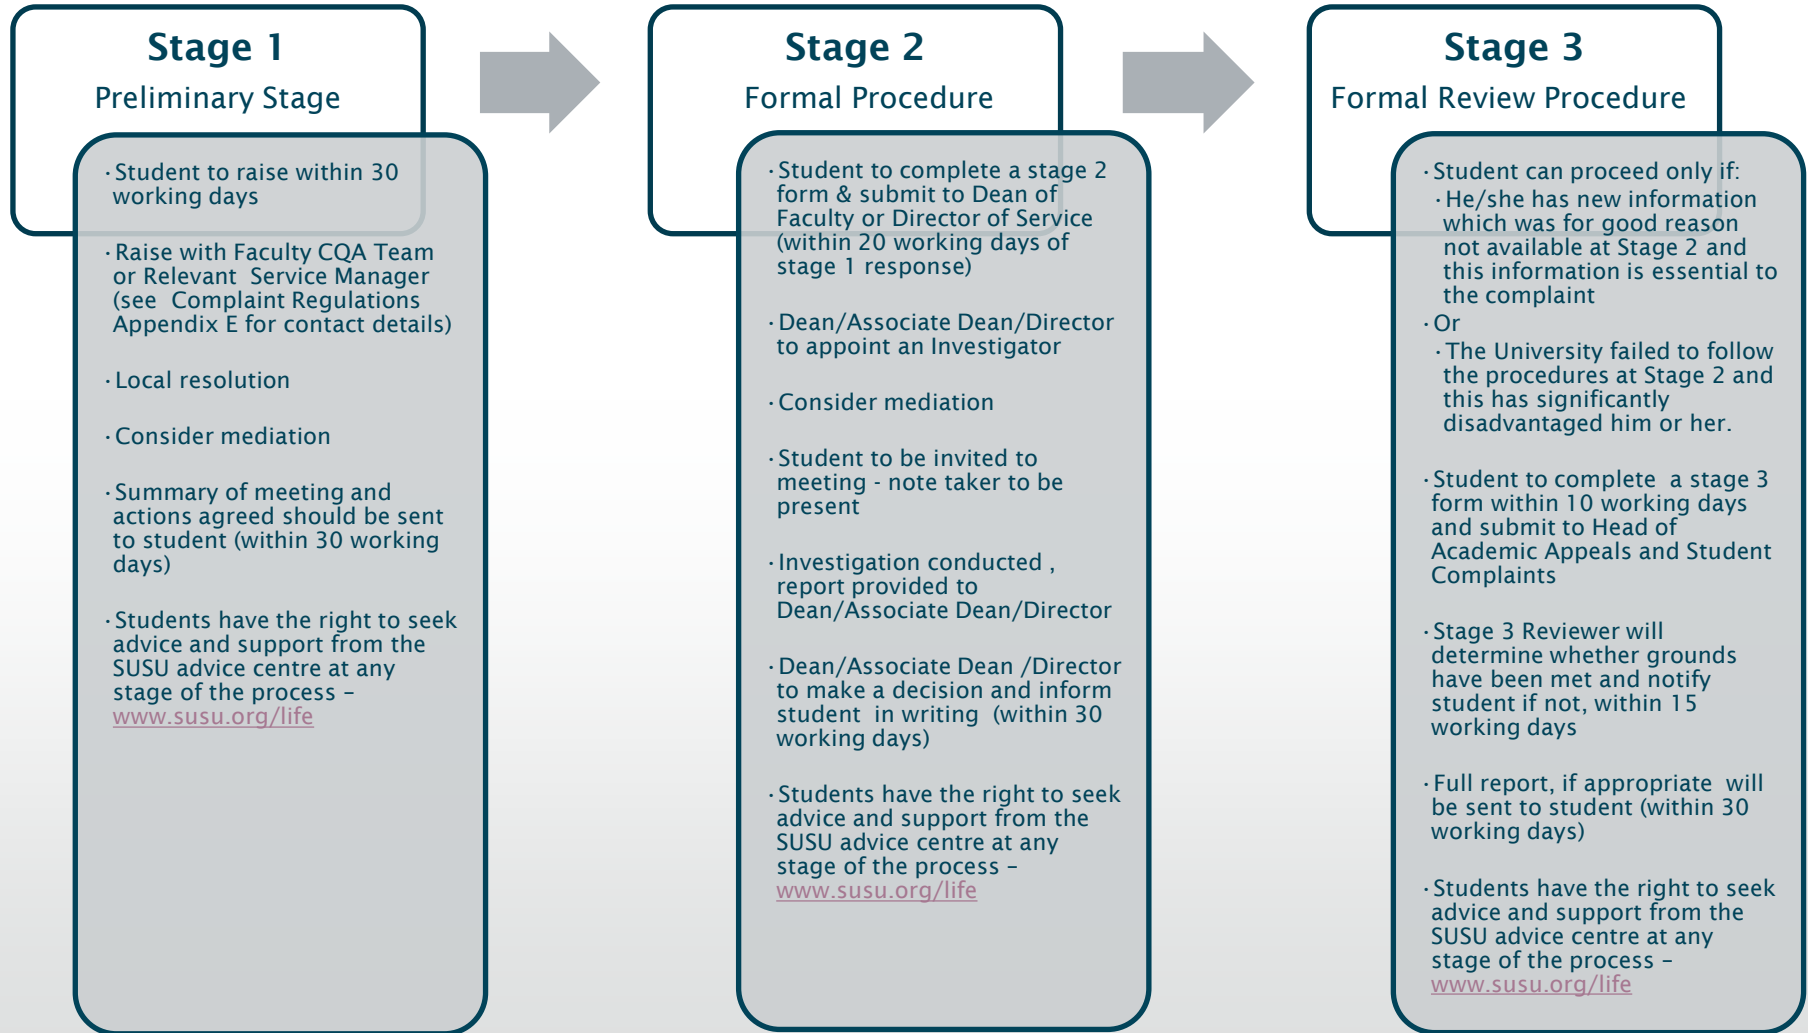 Stage 1
Preliminary Stage
·Student to raise within 30
working days
·Raise with Faculty CQA Team
or Relevant Service Manager
(see Complaint Regulations
Appendix E for contact details)
·Local resolution
·Consider mediation
·Summary of meeting and
actions agreed should be sent
to student (within 30 working
days)
·Students have the right to seek
advice and support from the
SUSU advice centre at any
stage of the process –
www.susu.org/life
Stage 2
Formal Procedure
·Student to complete a stage 2
form & submit to Dean of
Faculty or Director of Service
(within 20 working days of
stage 1 response)
·Dean/Associate Dean/Director
to appoint an Investigator
·Consider mediation
·Student to be invited to
meeting - note taker to be
present
·Investigation conducted ,
report provided to
Dean/Associate Dean/Director
·Dean/Associate Dean /Director
to make a decision and inform
student in writing (within 30
working days)
·Students have the right to seek
advice and support from the
SUSU advice centre at any
stage of the process –
www.susu.org/life
Stage 3
Formal Review Procedure
·Student can proceed only if:
·He/she has new information
which was for good reason
not available at Stage 2 and
this information is essential to
the complaint
·Or
·The University failed to follow
the procedures at Stage 2 and
this has significantly
disadvantaged him or her.
·Student to complete a stage 3
form within 10 working days
and submit to Head of
Academic Appeals and Student
Complaints
·Stage 3 Reviewer will
determine whether grounds
have been met and notify
student if not, within 15
working days
·Full report, if appropriate will
be sent to student (within 30
working days)
·Students have the right to seek
advice and support from the
SUSU advice centre at any
stage of the process –
www.susu.org/life